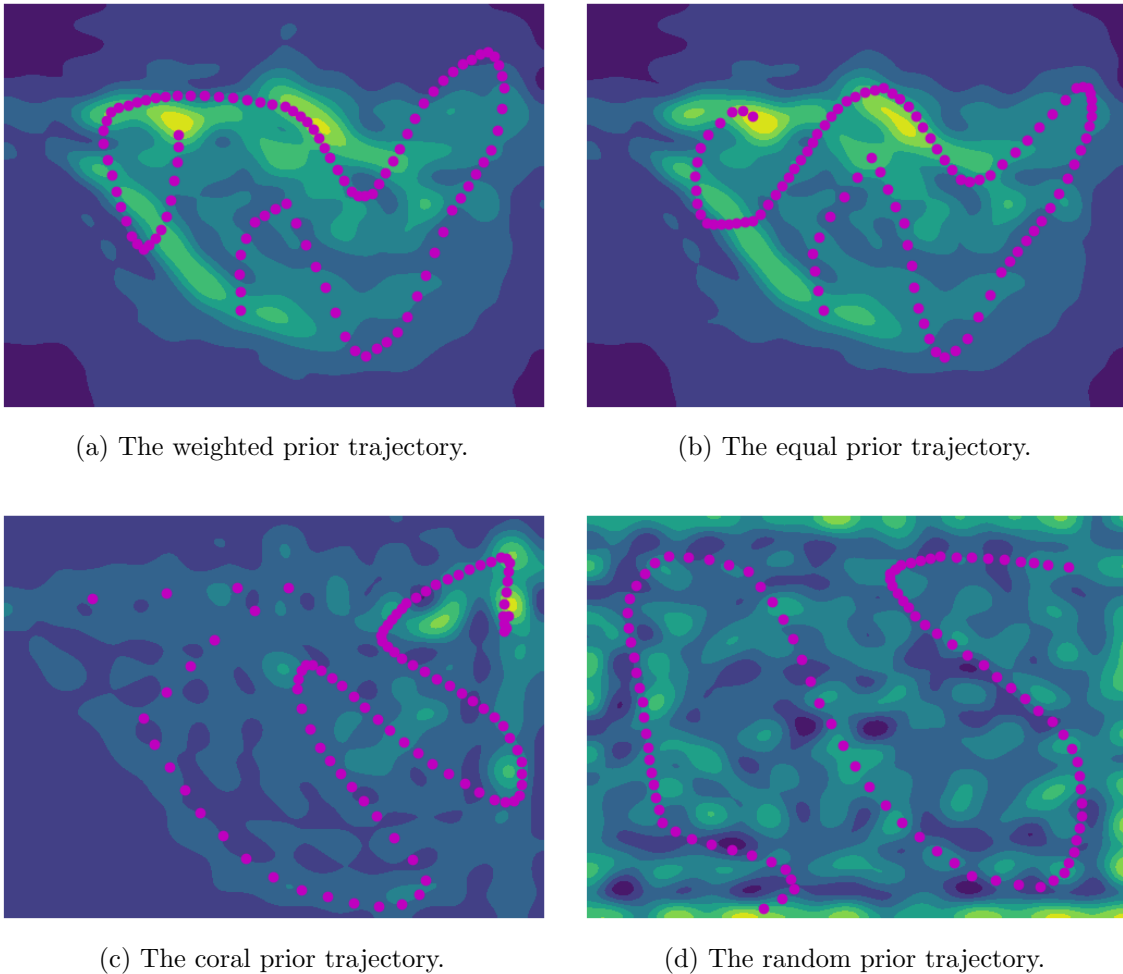 (a) The weighted prior trajectory.
(b) The equal prior trajectory.
(c) The coral prior trajectory.
(d) The random prior trajectory.